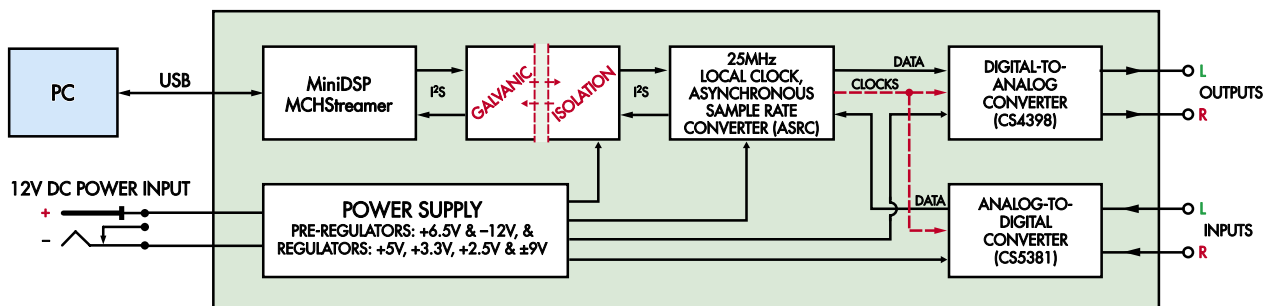 PC
USB
MiniDSP
MCHStreamer
I²S
GALVANIC
ISOLATION
I²S
25MHz
LOCAL CLOCK,
ASYNCHRONOUS
SAMPLE RATE
CONVERTER (ASRC)
DATA
CLOCKS
DIGITAL-TO-
ANALOG
CONVERTER
(CS4398)
L
OUTPUTS
R
12V DC POWER INPUT
+
–
POWER SUPPLY
PRE-REGULATORS: +6.5V & –12V, &
REGULATORS: +5V, +3.3V, +2.5V & ±9V
DATA
ANALOG-TO-
DIGITAL
CONVERTER
(CS5381)
L
INPUTS
R